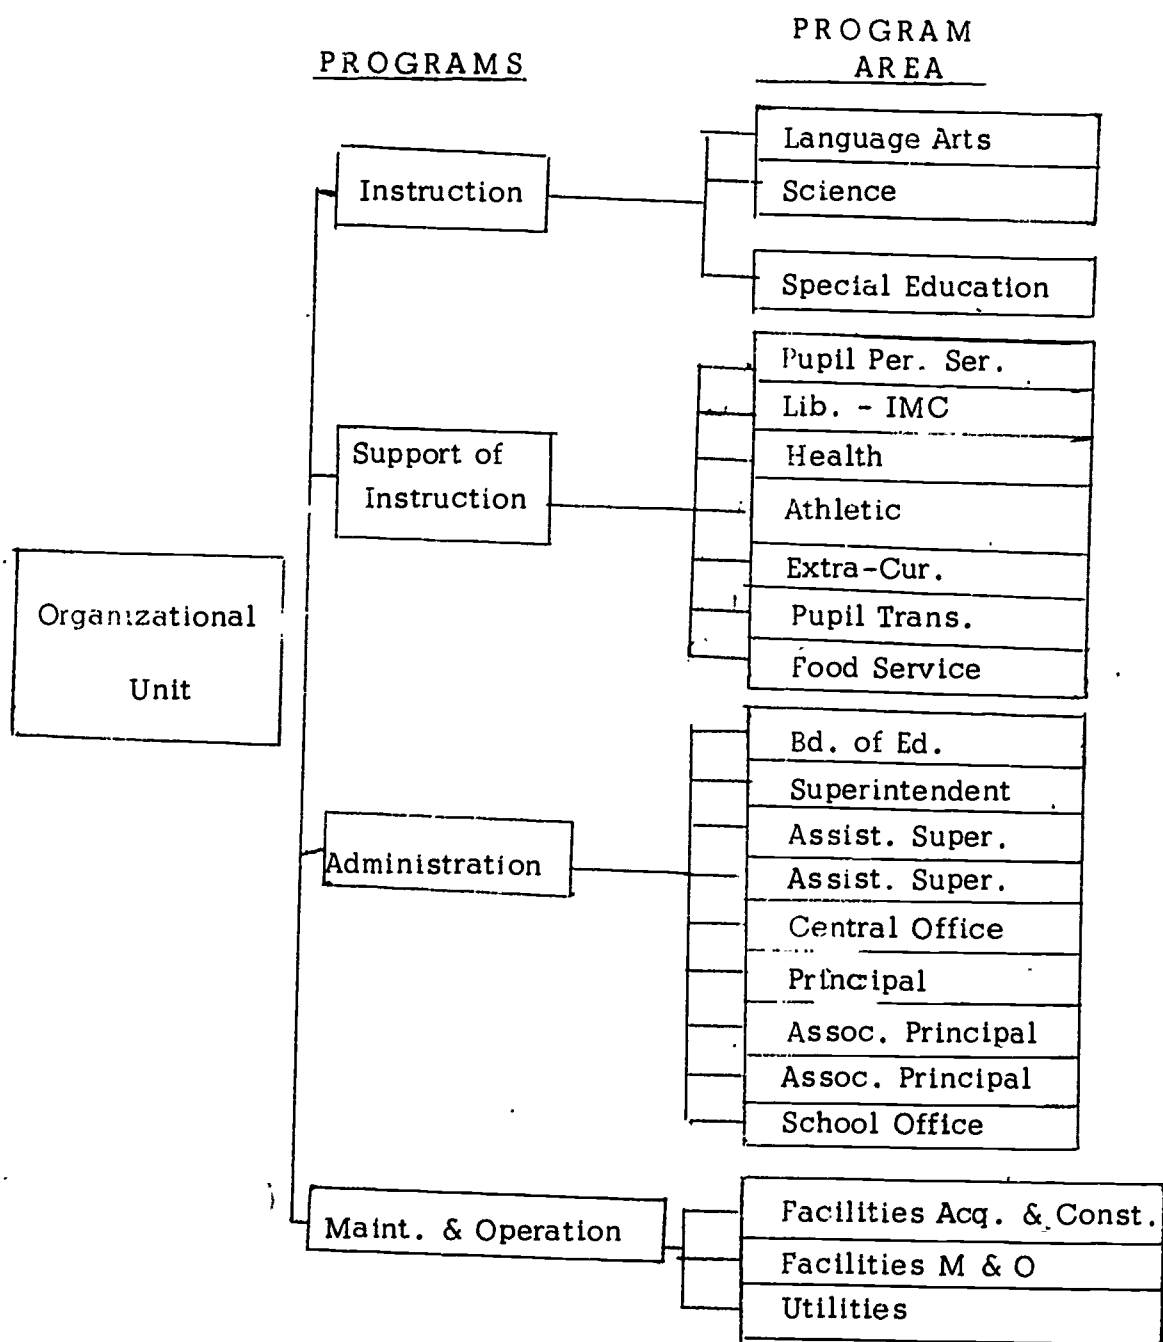 PROGRAMS
PROGRAM
AREA
Organizational
Unit
Instruction
Language Arts
Science
Special Education
Support of
Instruction
Pupil Per. Ser.
Lib. - IMC
Health
Athletic
Extra-Cur.
Pupil Trans.
Food Service
Administration
Bd. of Ed.
Superintendent
Assist. Super.
Assist. Super.
Central Office
Principal
Assoc. Principal
Assoc. Principal
School Office
Maint. & Operation
Facilities Acq. & Const.
Facilities M & O
Utilities